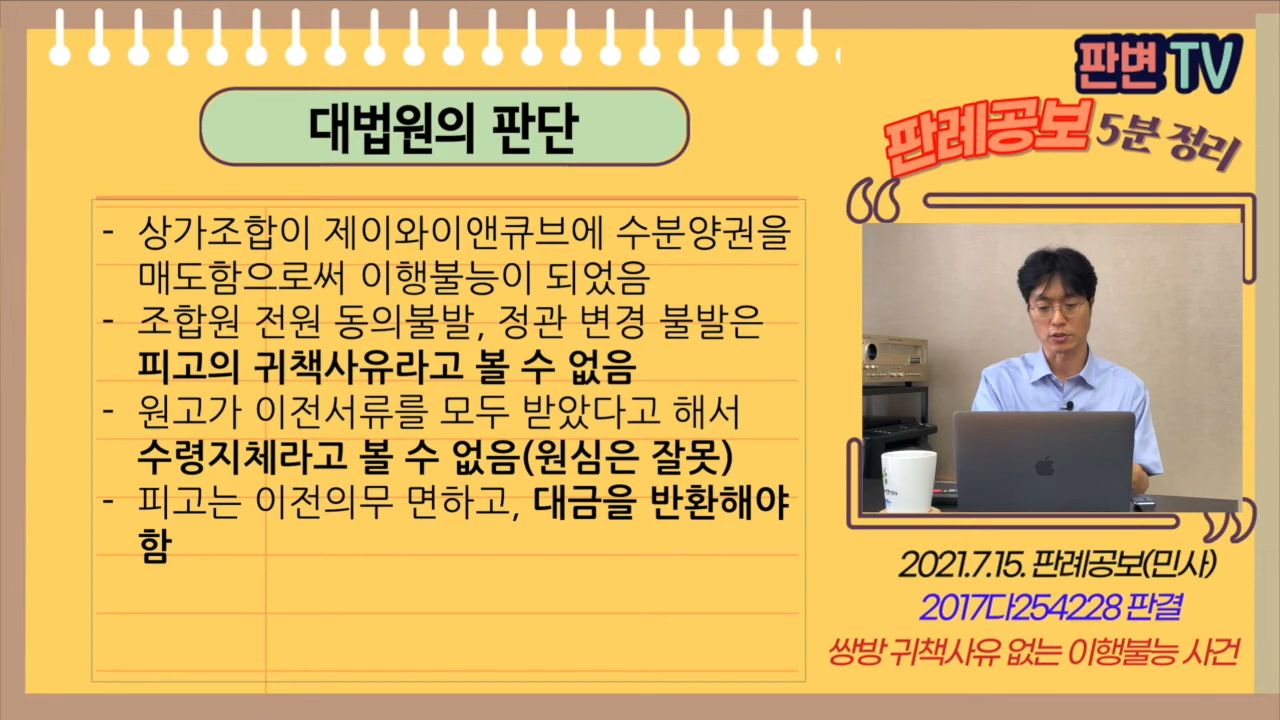 대법원의 판단
- 상가조합이 제이와이앤큐브에 수분양권을
매도함으로써 이행불능이 되었음
- 조합원 전원 동의불발, 정관 변경 불발은
피고의 귀책사유라고 볼 수 없음
- 원고가 이전서류를 모두 받았다고 해서
수령지체라고 볼 수 없음(원심은 잘못)
- 피고는 이전의무 면하고, 대금을 반환해야
함
판변 TV
판례공보 5분 정리
2021.7.15. 판례공보(민사)
2017다254228 판결
쌍방 귀책사유 없는 이행불능 사건